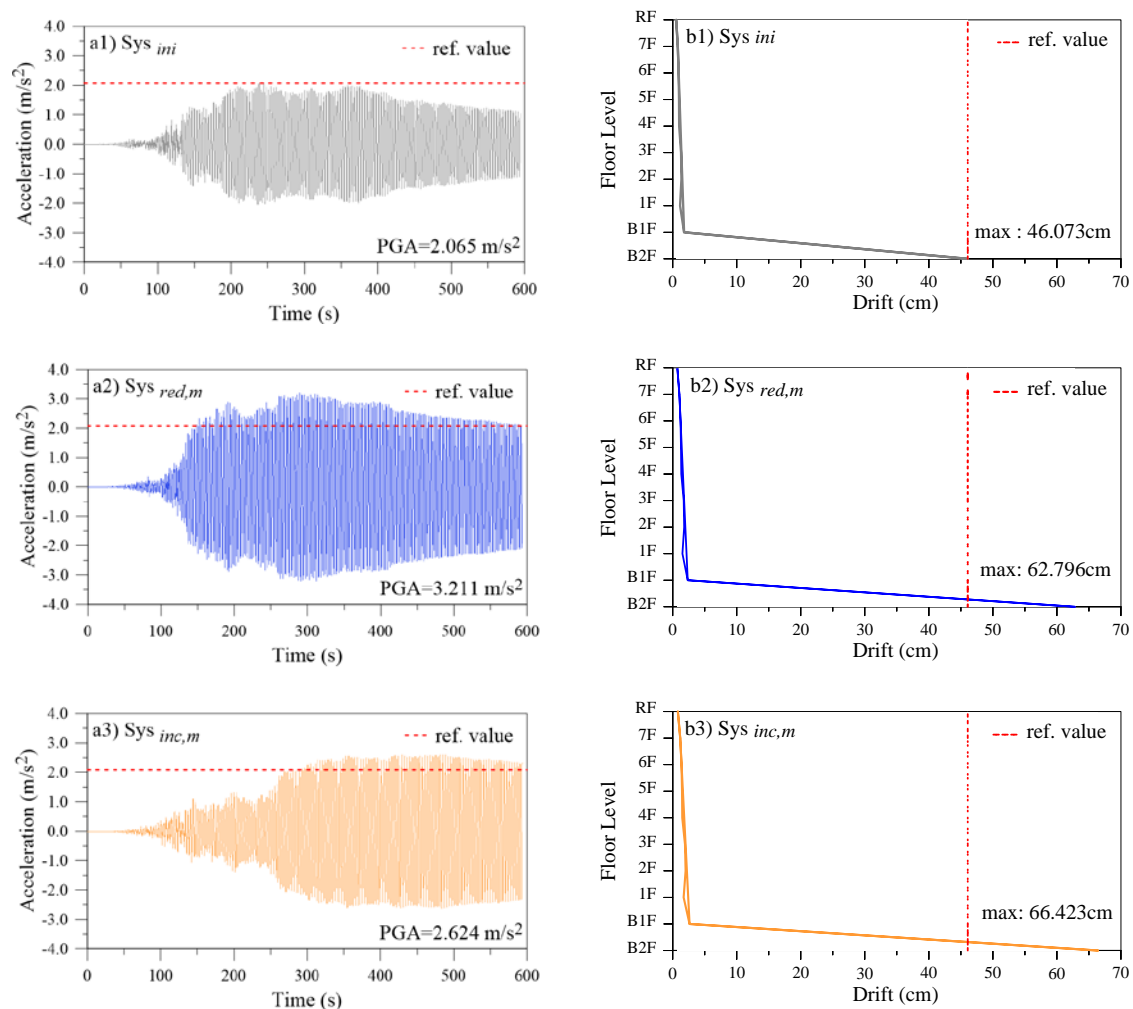 a1) Sys ini
ref. value
4.0
3.0
2.0
1.0
0.0
-1.0
-2.0
-3.0
-4.0
Acceleration (m/s²)
PGA=2.065 m/s²
0 100 200 300 400 500 600
Time (s)
b1) Sys ini
ref. value
RF
7F
6F
5F
4F
3F
2F
1F
B1F
B2F
Floor Level
max : 46.073cm
0 10 20 30 40 50 60 70
Drift (cm)
a2) Sys red,m
ref. value
4.0
3.0
2.0
1.0
0.0
-1.0
-2.0
-3.0
-4.0
Acceleration (m/s²)
PGA=3.211 m/s²
0 100 200 300 400 500 600
Time (s)
b2) Sys red,m
ref. value
RF
7F
6F
5F
4F
3F
2F
1F
B1F
B2F
Floor Level
max: 62.796cm
0 10 20 30 40 50 60 70
Drift (cm)
a3) Sys inc,m
ref. value
4.0
3.0
2.0
1.0
0.0
-1.0
-2.0
-3.0
-4.0
Acceleration (m/s²)
PGA=2.624 m/s²
0 100 200 300 400 500 600
Time (s)
b3) Sys inc,m
ref. value
RF
7F
6F
5F
4F
3F
2F
1F
B1F
B2F
Floor Level
max: 66.423cm
0 10 20 30 40 50 60 70
Drift (cm)